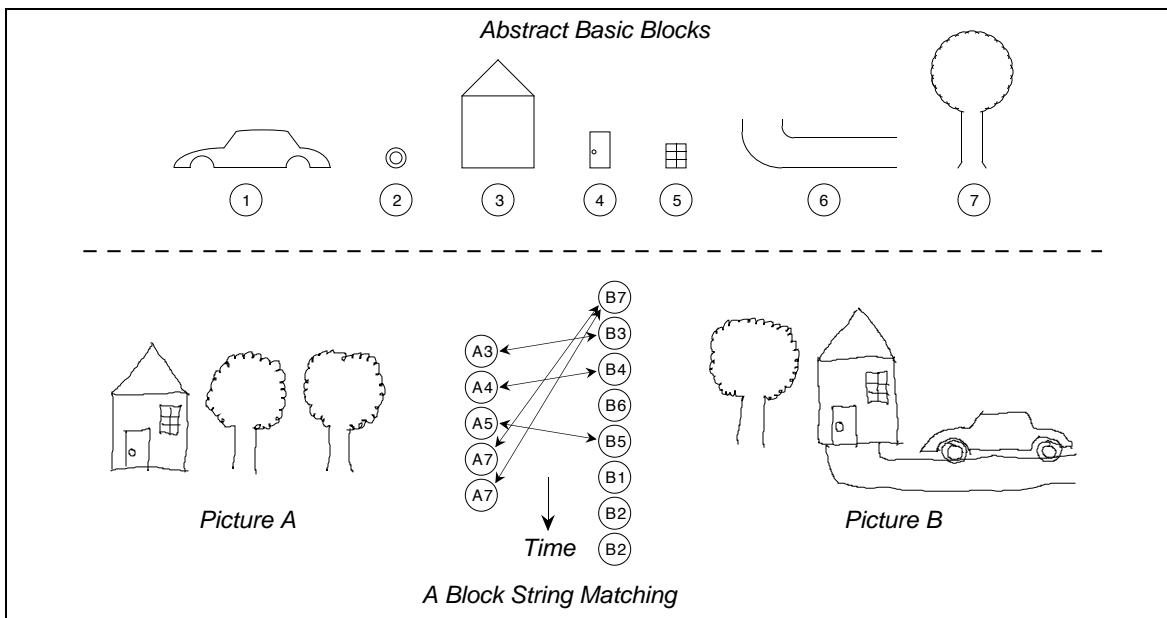 Abstract Basic Blocks
1 2 3 4 5 6 7
B7
B3
A3
B4
A4
B6
A5
B5
A7
B1
A7
B2
Time
B2
Picture A
Picture B
A Block String Matching